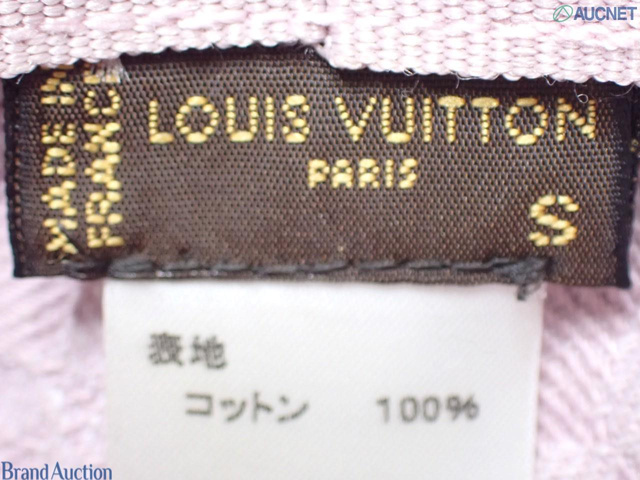 AUCNET
MADE IN
FRANCE
LOUIS VUITTON
PARIS
S
表地
コットン 100%
Brand Auction